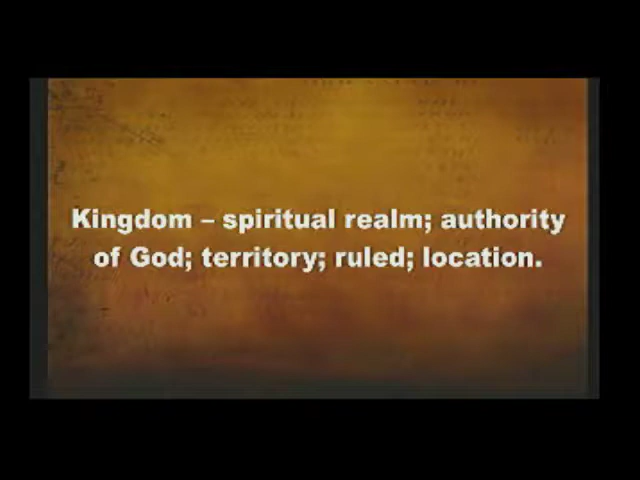 Kingdom – spiritual realm; authority
of God; territory; ruled; location.